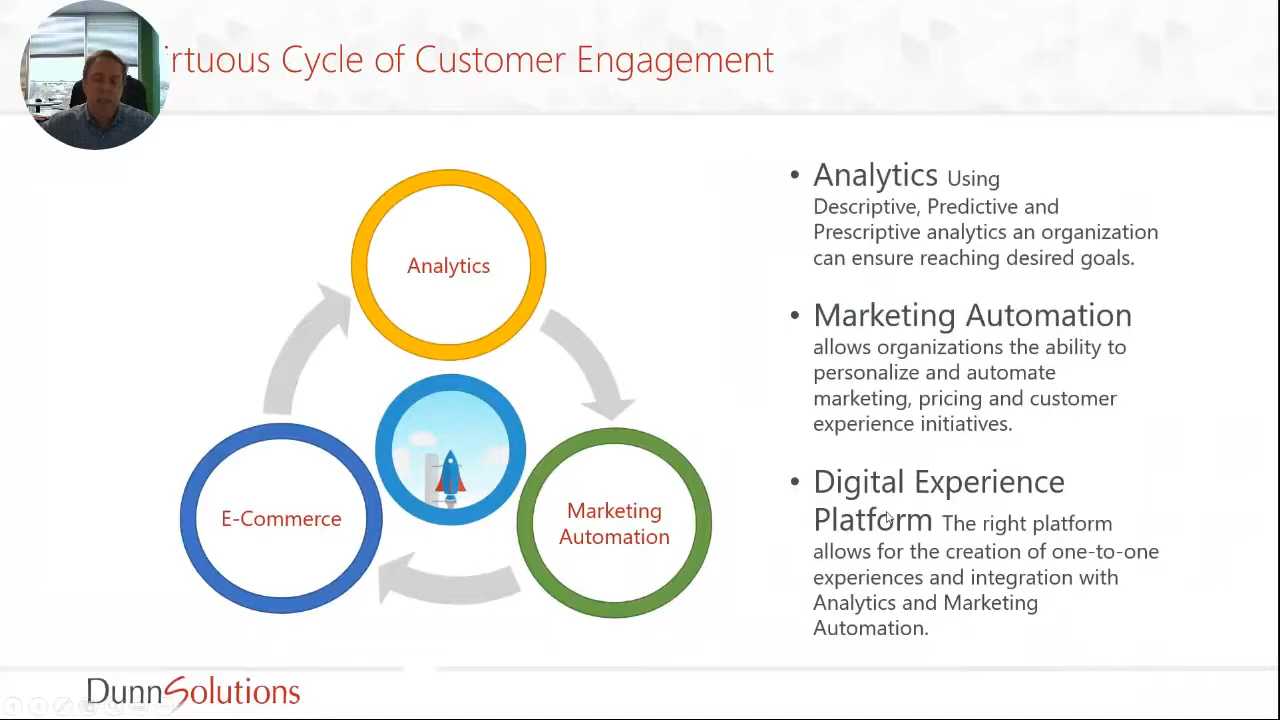 irtuous Cycle of Customer Engagement
Analytics
E-Commerce
Marketing
Automation
• Analytics Using
Descriptive, Predictive and
Prescriptive analytics an organization
can ensure reaching desired goals.
• Marketing Automation
allows organizations the ability to
personalize and automate
marketing, pricing and customer
experience initiatives.
• Digital Experience
Platform The right platform
allows for the creation of one-to-one
experiences and integration with
Analytics and Marketing
Automation.
DunnSolutions